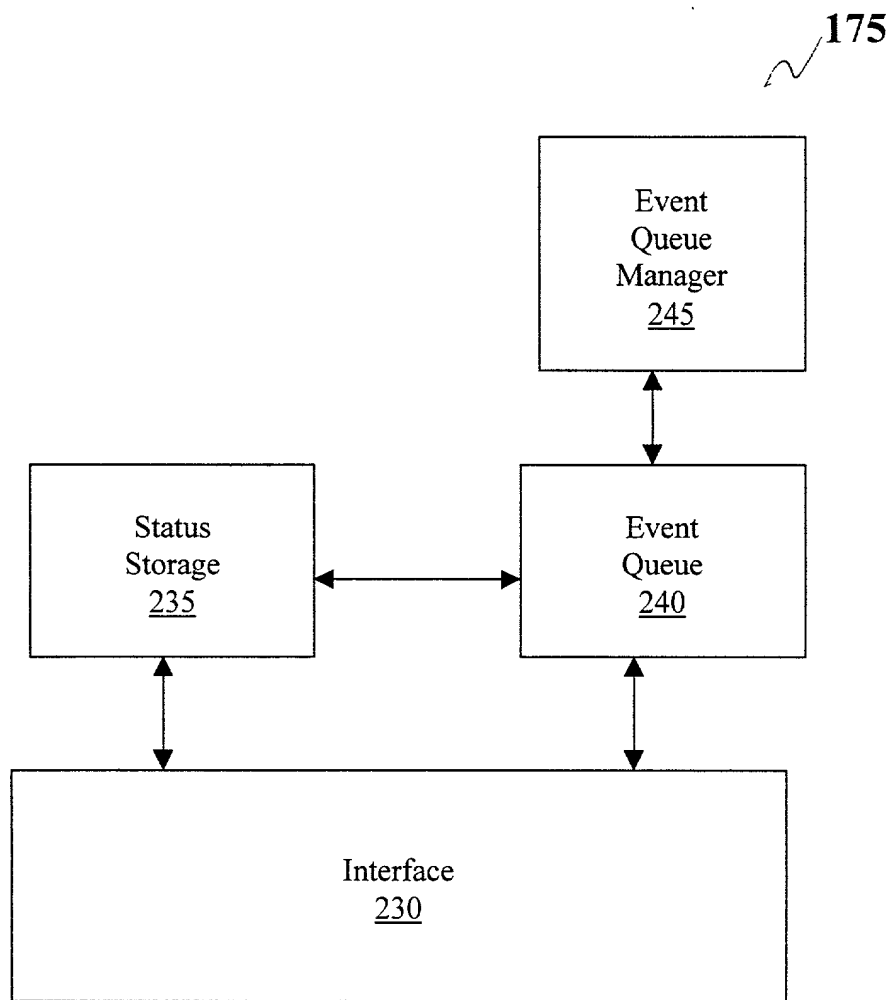 175
Event
Queue
Manager
245
Status
Storage
235
Event
Queue
240
Interface
230